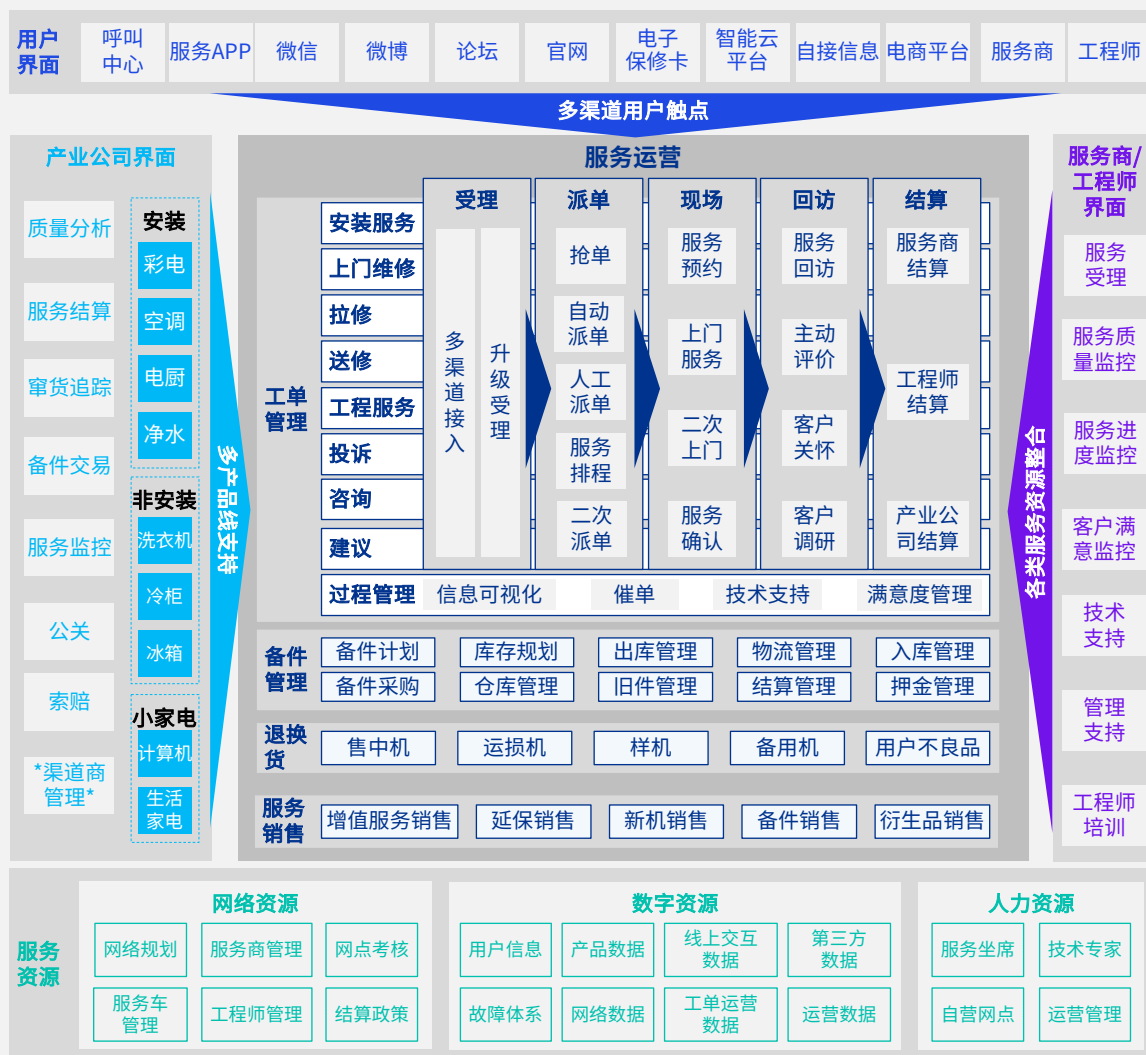 用户
界面
呼叫
中心
服务APP
微信
微博
论坛
官网
电子
保修卡
智能云
平台
自接信息
电商平台
服务商
工程师
多渠道用户触点
产业公司界面
质量分析
服务结算
窜货追踪
备件交易
服务监控
公关
索赔
*渠道商
管理*
安装
彩电
空调
电厨
净水
非安装
洗衣机
冷柜
冰箱
小家电
计算机
生活
家电
多产品线支持
服务运营
工单
管理
安装服务
上门维修
拉修
送修
工程服务
投诉
咨询
建议
受理
多渠道接入
升级受理
派单
抢单
自动
派单
人工
派单
服务
排程
二次
派单
现场
服务
预约
上门
服务
二次
上门
服务
确认
回访
服务
回访
主动
评价
客户
关怀
客户
调研
结算
服务商
结算
工程师
结算
产业公
司结算
过程管理
信息可视化
催单
技术支持
满意度管理
备件
管理
备件计划
库存规划
出库管理
物流管理
入库管理
备件采购
仓库管理
旧件管理
结算管理
押金管理
退换
货
售中机
运损机
样机
备用机
用户不良品
服务
销售
增值服务销售
延保销售
新机销售
备件销售
衍生品销售
各类服务资源整合
服务商/
工程师
界面
服务
受理
服务质
量监控
服务进
度监控
客户满
意监控
技术
支持
管理
支持
工程师
培训
服务
资源
网络资源
网络规划
服务商管理
网点考核
服务车
管理
工程师管理
结算政策
数字资源
用户信息
产品数据
线上交互
数据
第三方
数据
故障体系
网络数据
工单运营
数据
运营数据
人力资源
服务坐席
技术专家
自营网点
运营管理